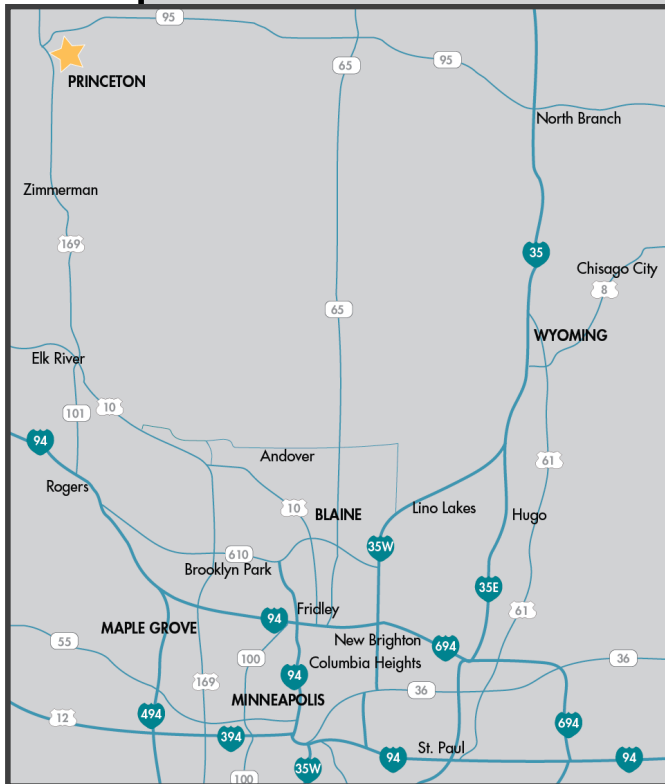 95
65
95
PRINCETON
North Branch
Zimmerman
169
35
Chisago City
8
65
WYOMING
Elk River
10
101
94
Andover
61
Rogers
10
BLAINE
Lino Lakes
Hugo
35W
610
Brooklyn Park
35E
Fridley
61
94
MAPLE GROVE
55
New Brighton
694
100
Columbia Heights
36
94
169
36
MINNEAPOLIS
494
12
694
394
St. Paul
94
94
35W
100